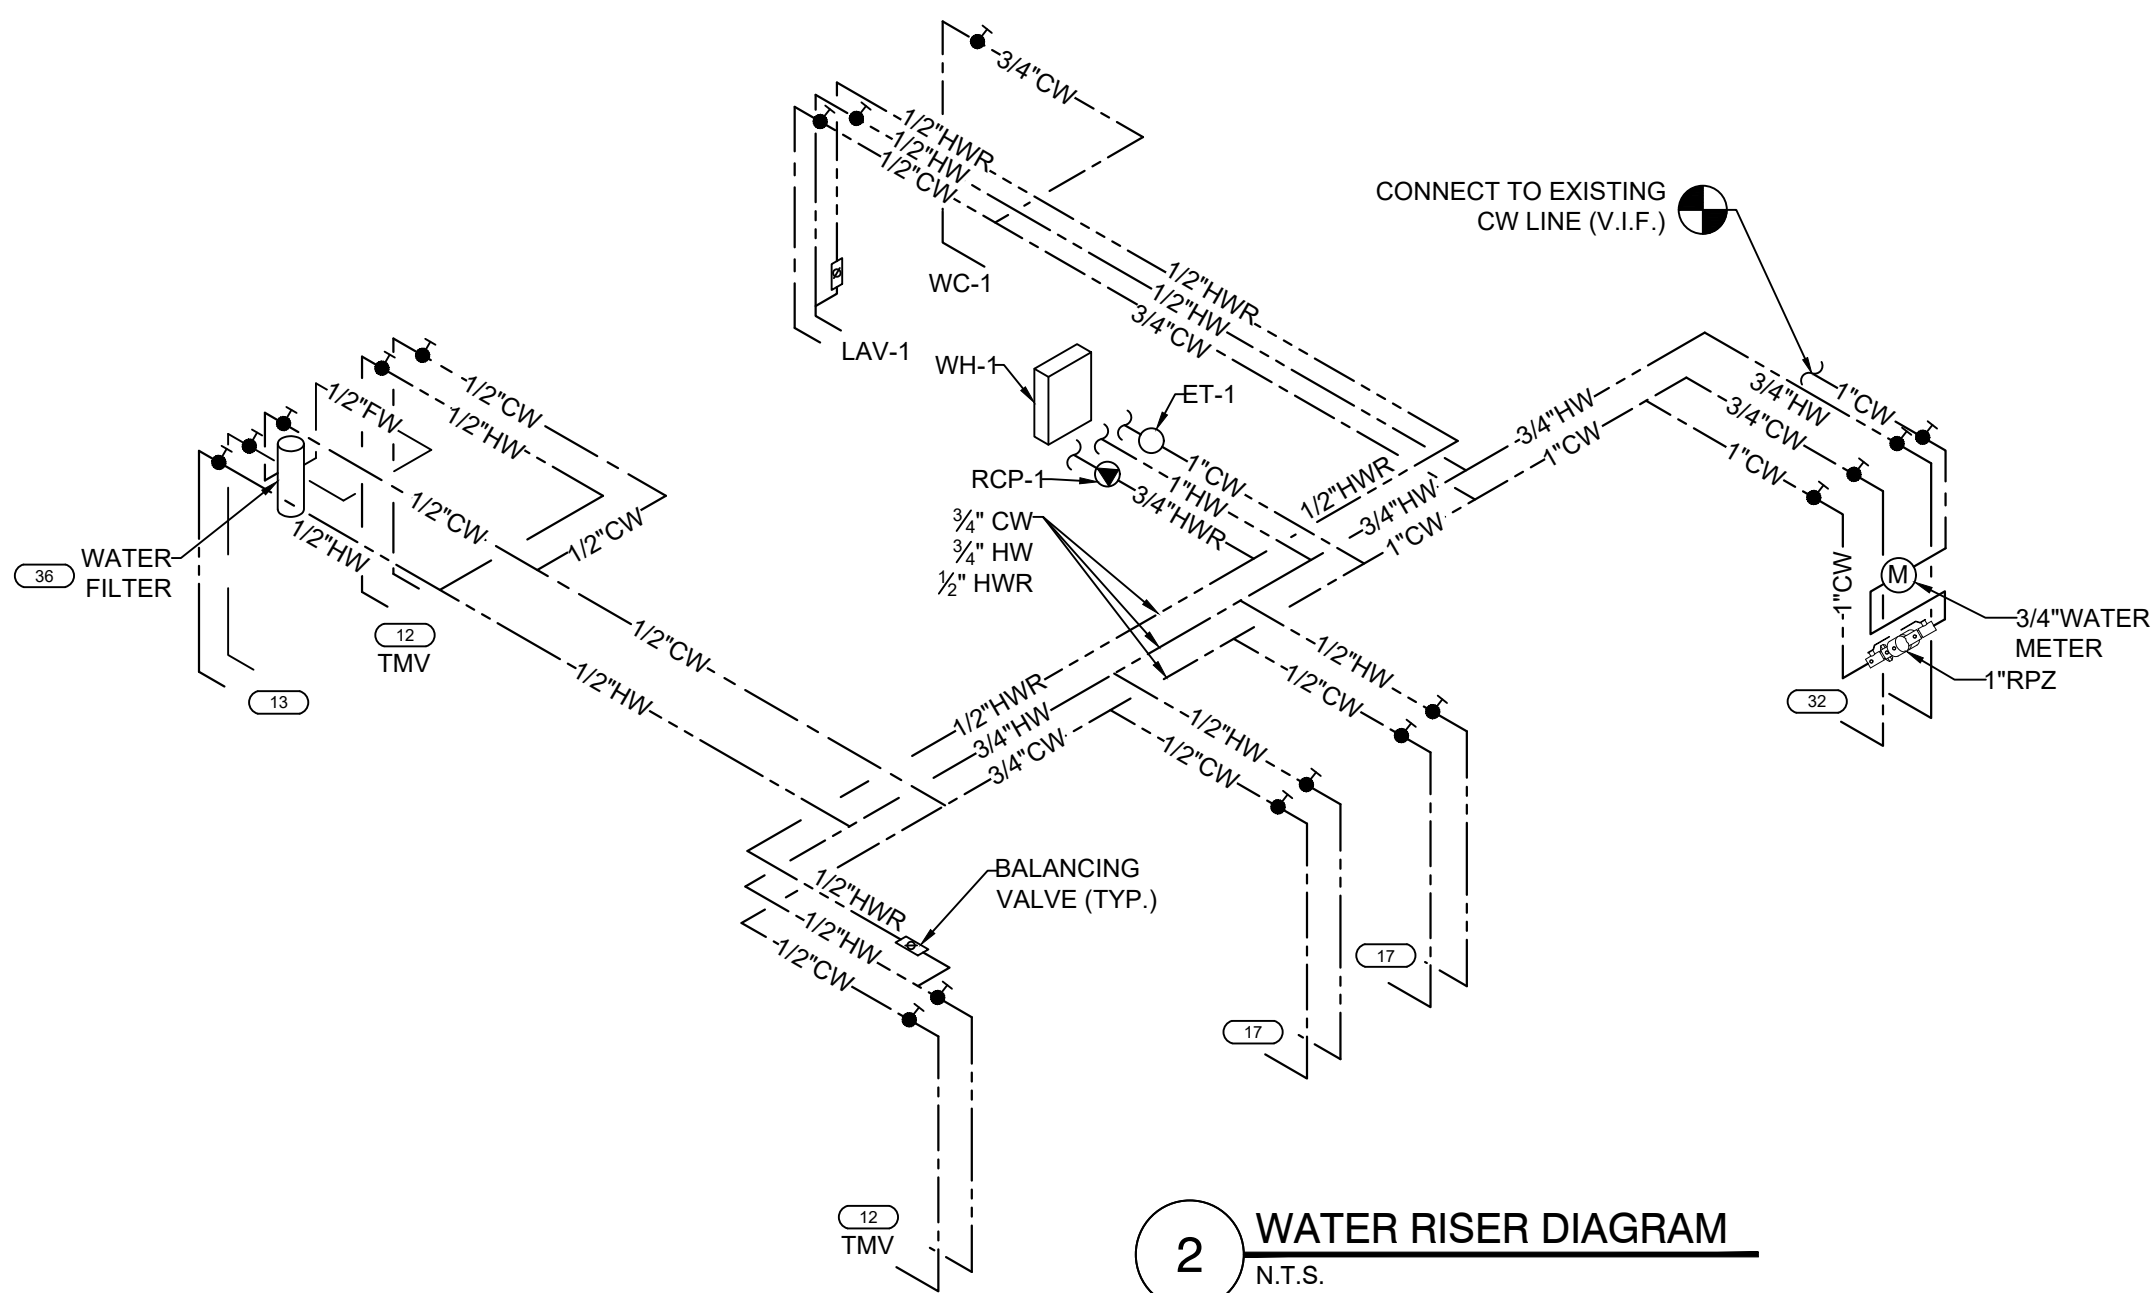 3/4"CW
1/2"HWR
1/2"HW
1/2"CW
CONNECT TO EXISTING
CW LINE (V.I.F.)
WC-1
LAV-1
1/2"HWR
1/2"HW
3/4"CW
WH-1
ET-1
RCP-1
1"CW
1"HW
3/4"HWR
3/4" CW
3/4" HW
1/2" HWR
1/2"HWR
3/4"HW
1"CW
3/4"HW
1"CW
3/4"HW
1"CW
3/4"CW
1"CW
1"CW
M
3/4"WATER
METER
1"RPZ
32
1/2"CW
1/2"HW
1/2"FW
1/2"CW
1/2"CW
1/2"HW
WATER
FILTER
36
12
TMV
13
1/2"CW
1/2"HW
1/2"HWR
3/4"HW
3/4"CW
1/2"HW
1/2"CW
1/2"HW
1/2"CW
17
17
BALANCING
VALVE (TYP.)
1/2"HWR
1/2"HW
1/2"CW
12
TMV
2
WATER RISER DIAGRAM
N.T.S.